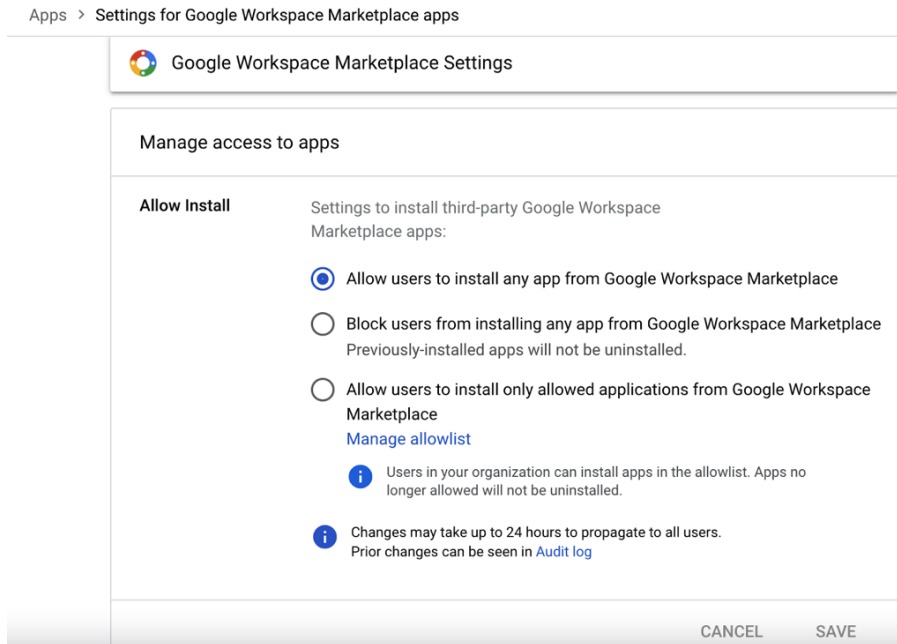 Apps > Settings for Google Workspace Marketplace apps
Google Workspace Marketplace Settings
Manage access to apps
Allow Install
Settings to install third-party Google Workspace
Marketplace apps:
Allow users to install any app from Google Workspace Marketplace
Block users from installing any app from Google Workspace Marketplace
Previously-installed apps will not be uninstalled.
Allow users to install only allowed applications from Google Workspace
Marketplace
Manage allowlist
Users in your organization can install apps in the allowlist. Apps no
longer allowed will not be uninstalled.
Changes may take up to 24 hours to propagate to all users.
Prior changes can be seen in Audit log
CANCEL SAVE